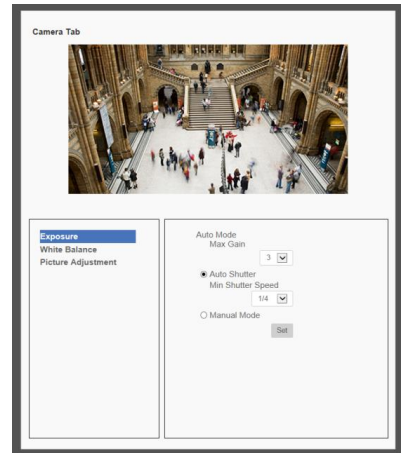 Camera Tab
Exposure
White Balance
Picture Adjustment
Auto Mode
Max Gain
3
Auto Shutter
Min Shutter Speed
1/4
Manual Mode
Set